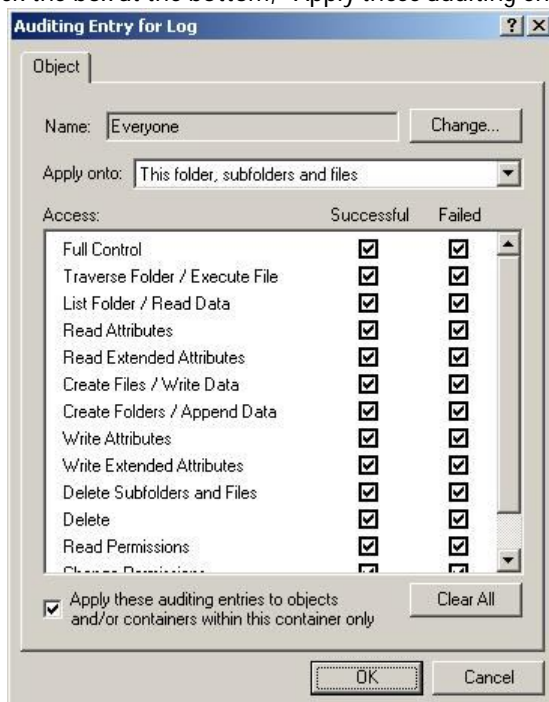 the box at the bottom, "Apply these auditing
Auditing Entry for Log
Object
Name: Everyone Change...
Apply onto: This folder, subfolders and files
Access: Successful Failed
Full Control
Traverse Folder / Execute File
List Folder / Read Data
Read Attributes
Read Extended Attributes
Create Files / Write Data
Create Folders / Append Data
Write Attributes
Write Extended Attributes
Delete Subfolders and Files
Delete
Read Permissions
Change Permissions
Apply these auditing entries to objects
and/or containers within this container only
Clear All
OK Cancel